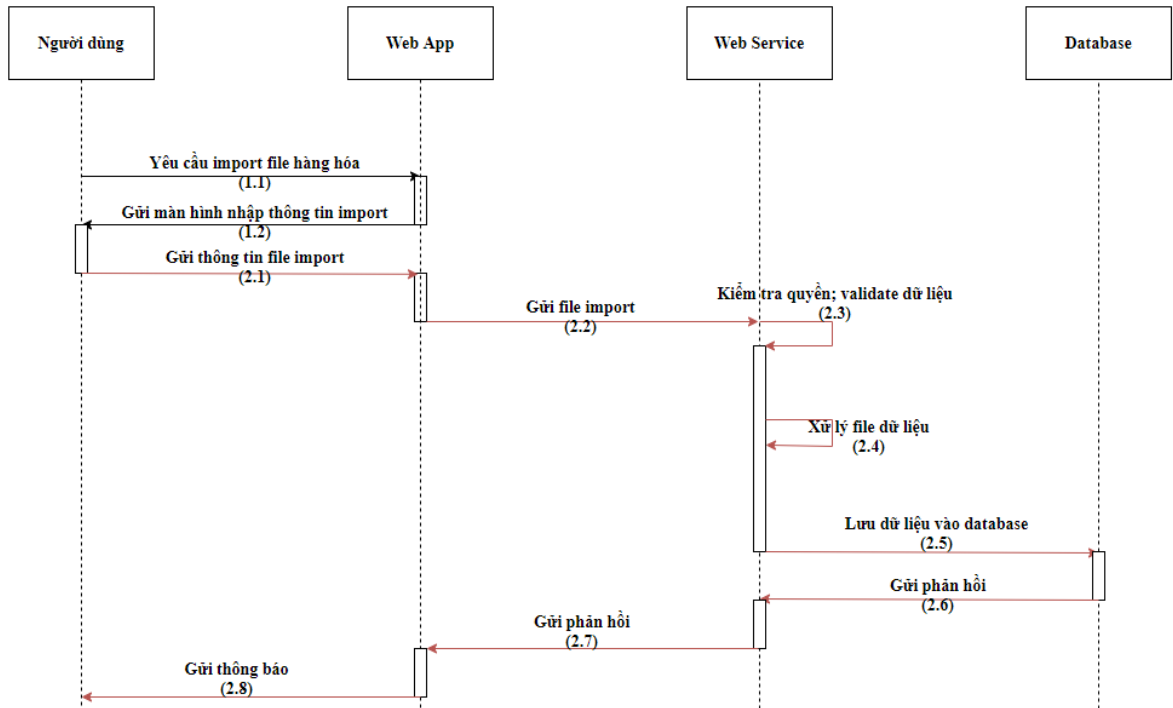 Người dùng
Web App
Web Service
Database
Yêu cầu import file hàng hóa
(1.1)
Gửi màn hình nhập thông tin import
(1.2)
Gửi thông tin file import
(2.1)
Gửi file import
(2.2)
Kiểm tra quyền; validate dữ liệu
(2.3)
Xử lý file dữ liệu
(2.4)
Lưu dữ liệu vào database
(2.5)
Gửi phản hồi
(2.6)
Gửi phản hồi
(2.7)
Gửi thông báo
(2.8)